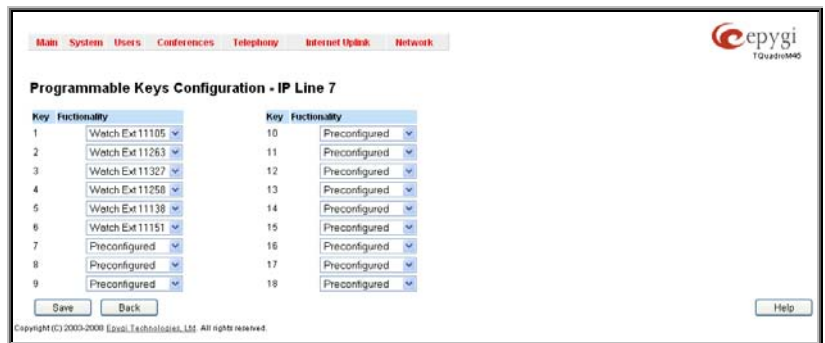 Main System Users Conferences Telephony Internet Uplink Network
epygi
TQuadroM45
Programmable Keys Configuration - IP Line 7
Key Fuctionality Key Fuctionality
1 Watch Ext 11105 10 Preconfigured
2 Watch Ext 11263 11 Preconfigured
3 Watch Ext 11327 12 Preconfigured
4 Watch Ext 11258 13 Preconfigured
5 Watch Ext 11138 14 Preconfigured
6 Watch Ext 11151 15 Preconfigured
7 Preconfigured 16 Preconfigured
8 Preconfigured 17 Preconfigured
9 Preconfigured 18 Preconfigured
Save Back Help
Copyright (C) 2003-2008 Epygi Technologies, Ltd. All rights reserved.